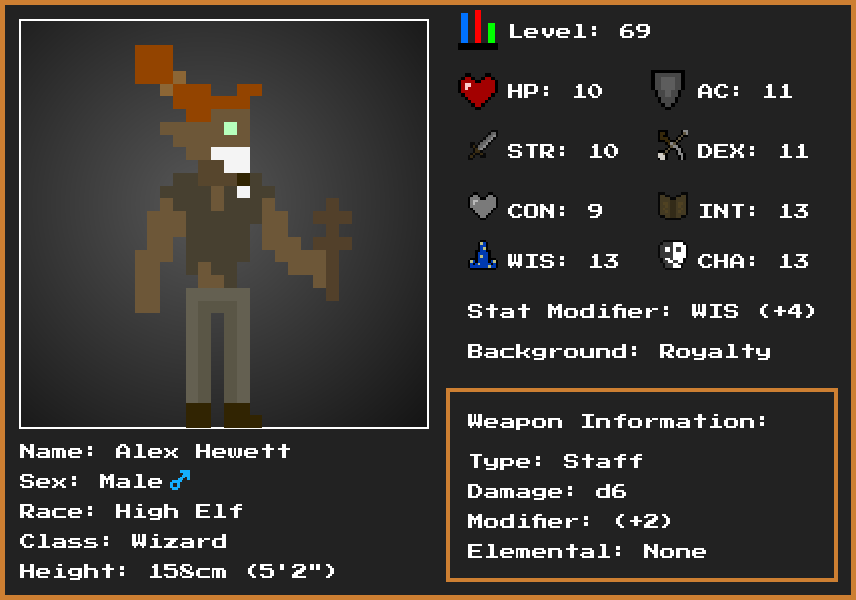 Level: 69
HP: 10 AC: 11
STR: 10 DEX: 11
CON: 9 INT: 13
WIS: 13 CHA: 13
Stat Modifier: WIS (+4)
Background: Royalty
Weapon Information:
Type: Staff
Damage: d6
Modifier: (+2)
Elemental: None
Name: Alex Hewett
Sex: Male ♂
Race: High Elf
Class: Wizard
Height: 158cm (5'2")